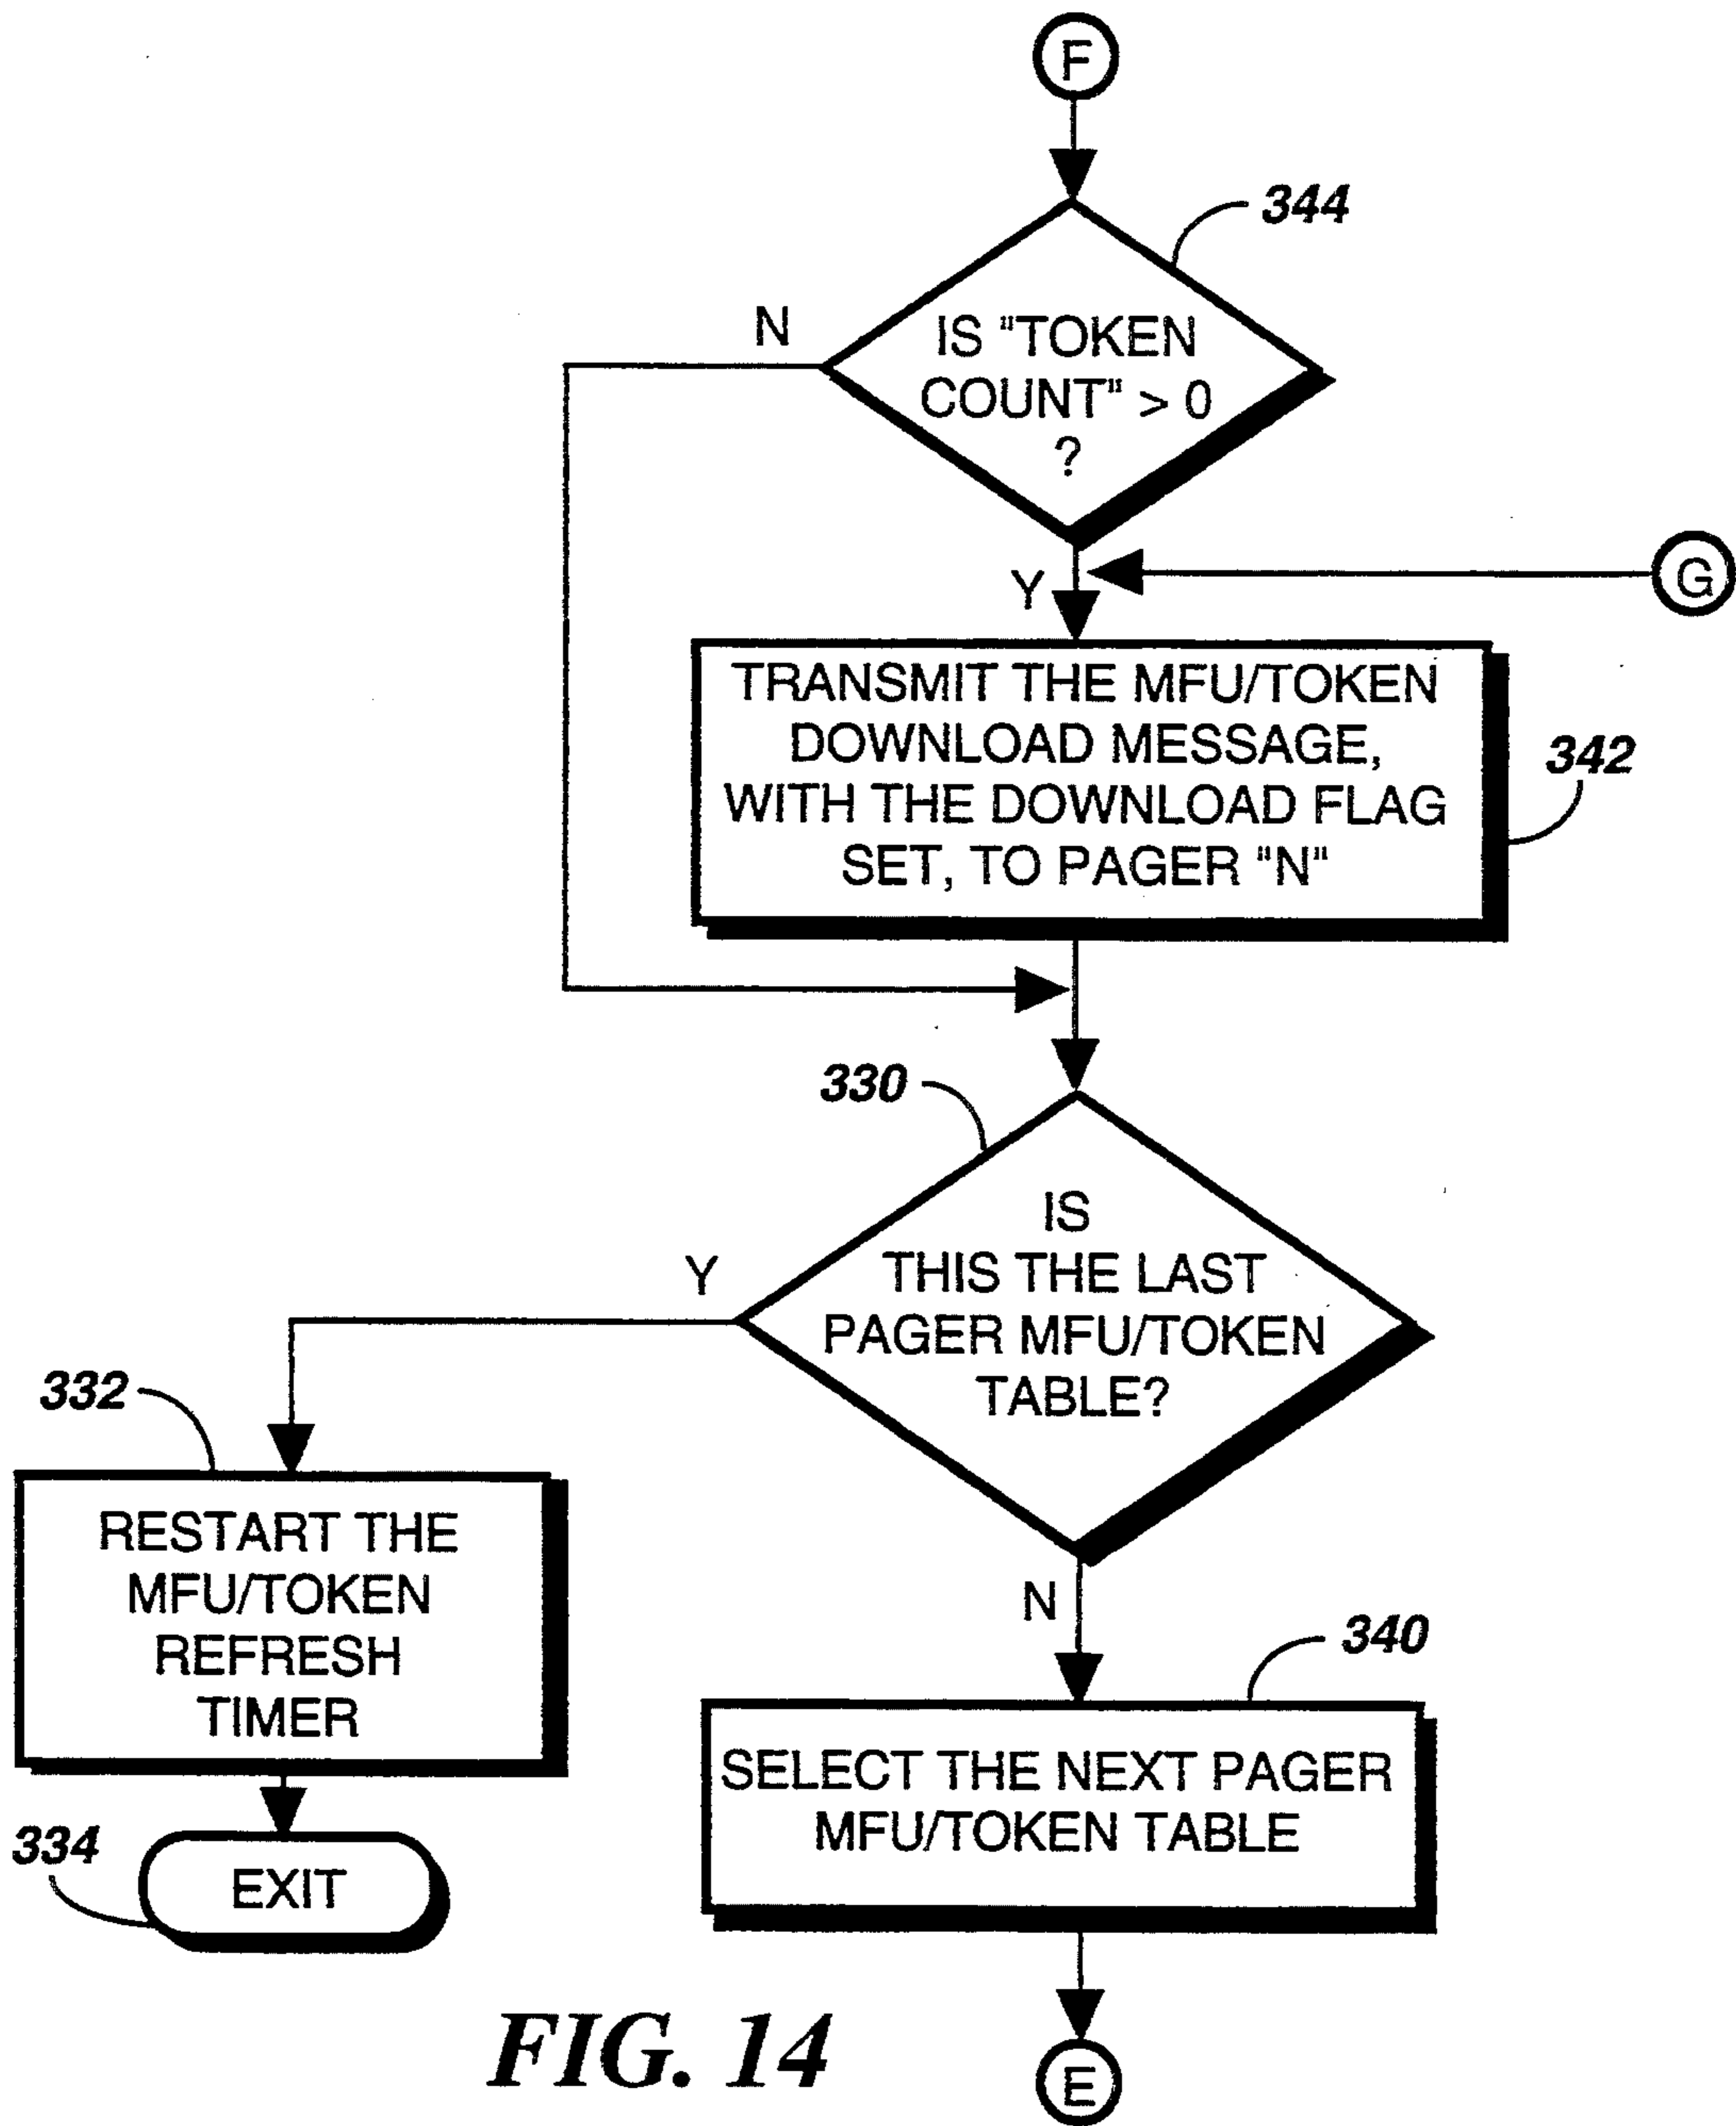 F
344
N
IS "TOKEN
COUNT" > 0
?
Y
G
TRANSMIT THE MFU/TOKEN
DOWNLOAD MESSAGE,
WITH THE DOWNLOAD FLAG
SET, TO PAGER "N"
342
330
IS
THIS THE LAST
PAGER MFU/TOKEN
TABLE?
Y
332
RESTART THE
MFU/TOKEN
REFRESH
TIMER
N
340
SELECT THE NEXT PAGER
MFU/TOKEN TABLE
334
EXIT
FIG. 14
E